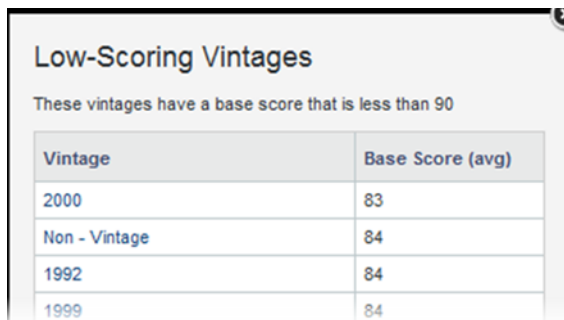 Low-Scoring Vintages
These vintages have a base score that is less than 90
Vintage Base Score (avg)
2000 83
Non - Vintage 84
1992 84
1999 84